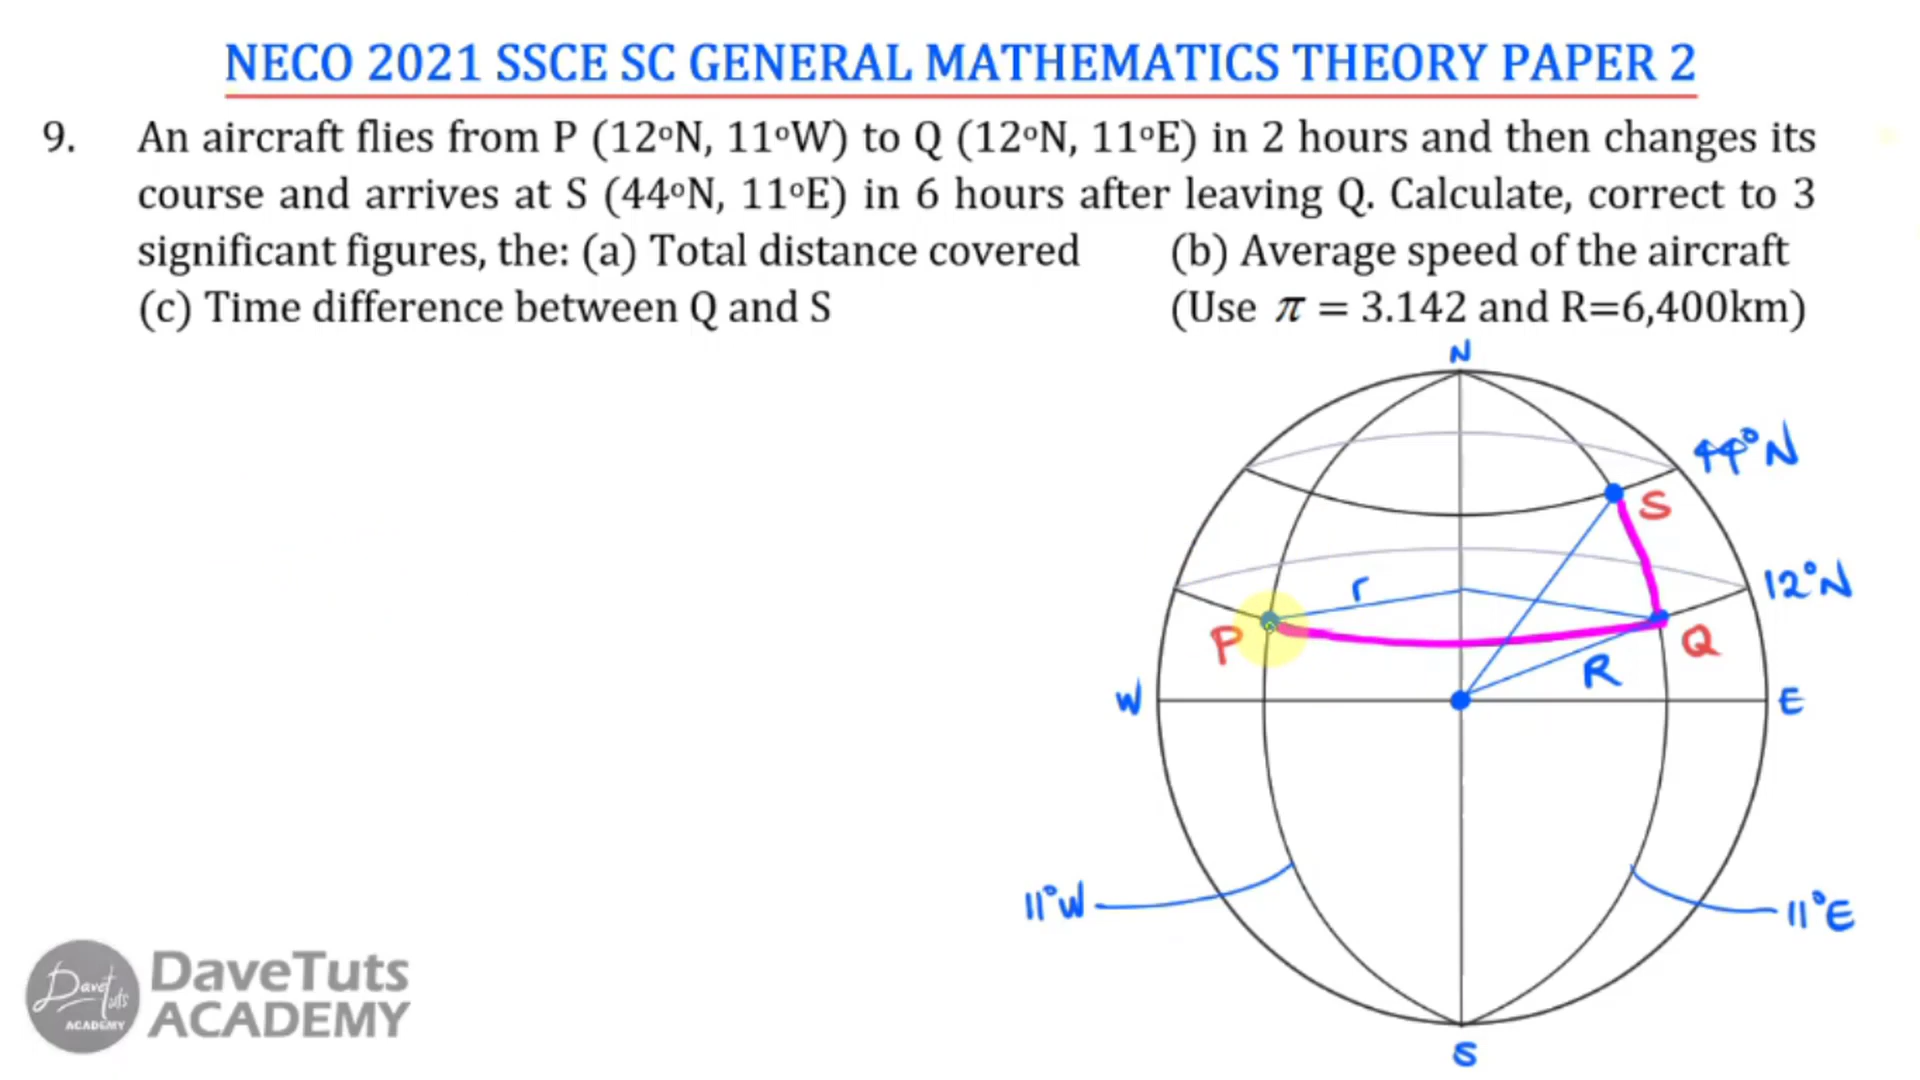 NECO 2021 SSCE SC GENERAL MATHEMATICS THEORY PAPER 2
9. An aircraft flies from P (12°N, 11°W) to Q (12°N, 11°E) in 2 hours and then changes its
course and arrives at S (44°N, 11°E) in 6 hours after leaving Q. Calculate, correct to 3
significant figures, the: (a) Total distance covered (b) Average speed of the aircraft
(c) Time difference between Q and S (Use π = 3.142 and R=6,400km)
N
44°N
S
12°N
r
P
Q
R
W
E
11°W
11°E
S
Dave Tuts ACADEMY
DaveTuts
ACADEMY